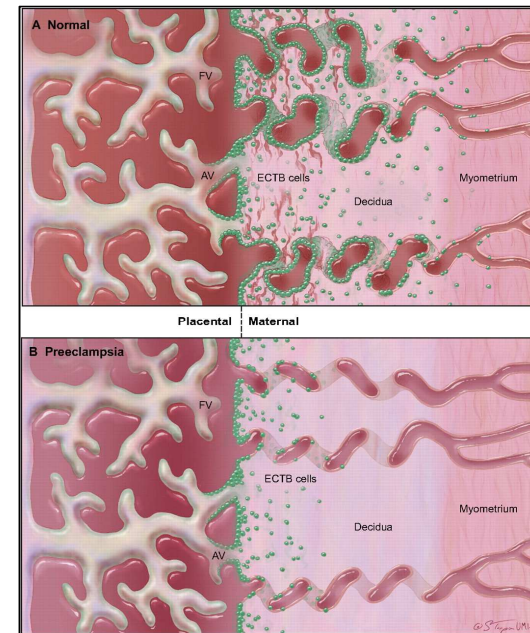 A Normal
FV
AV
ECTB cells
Decidua
Myometrium
Placental
Maternal
B Preeclampsia
FV
ECTB cells
Myometrium
Decidua
AV